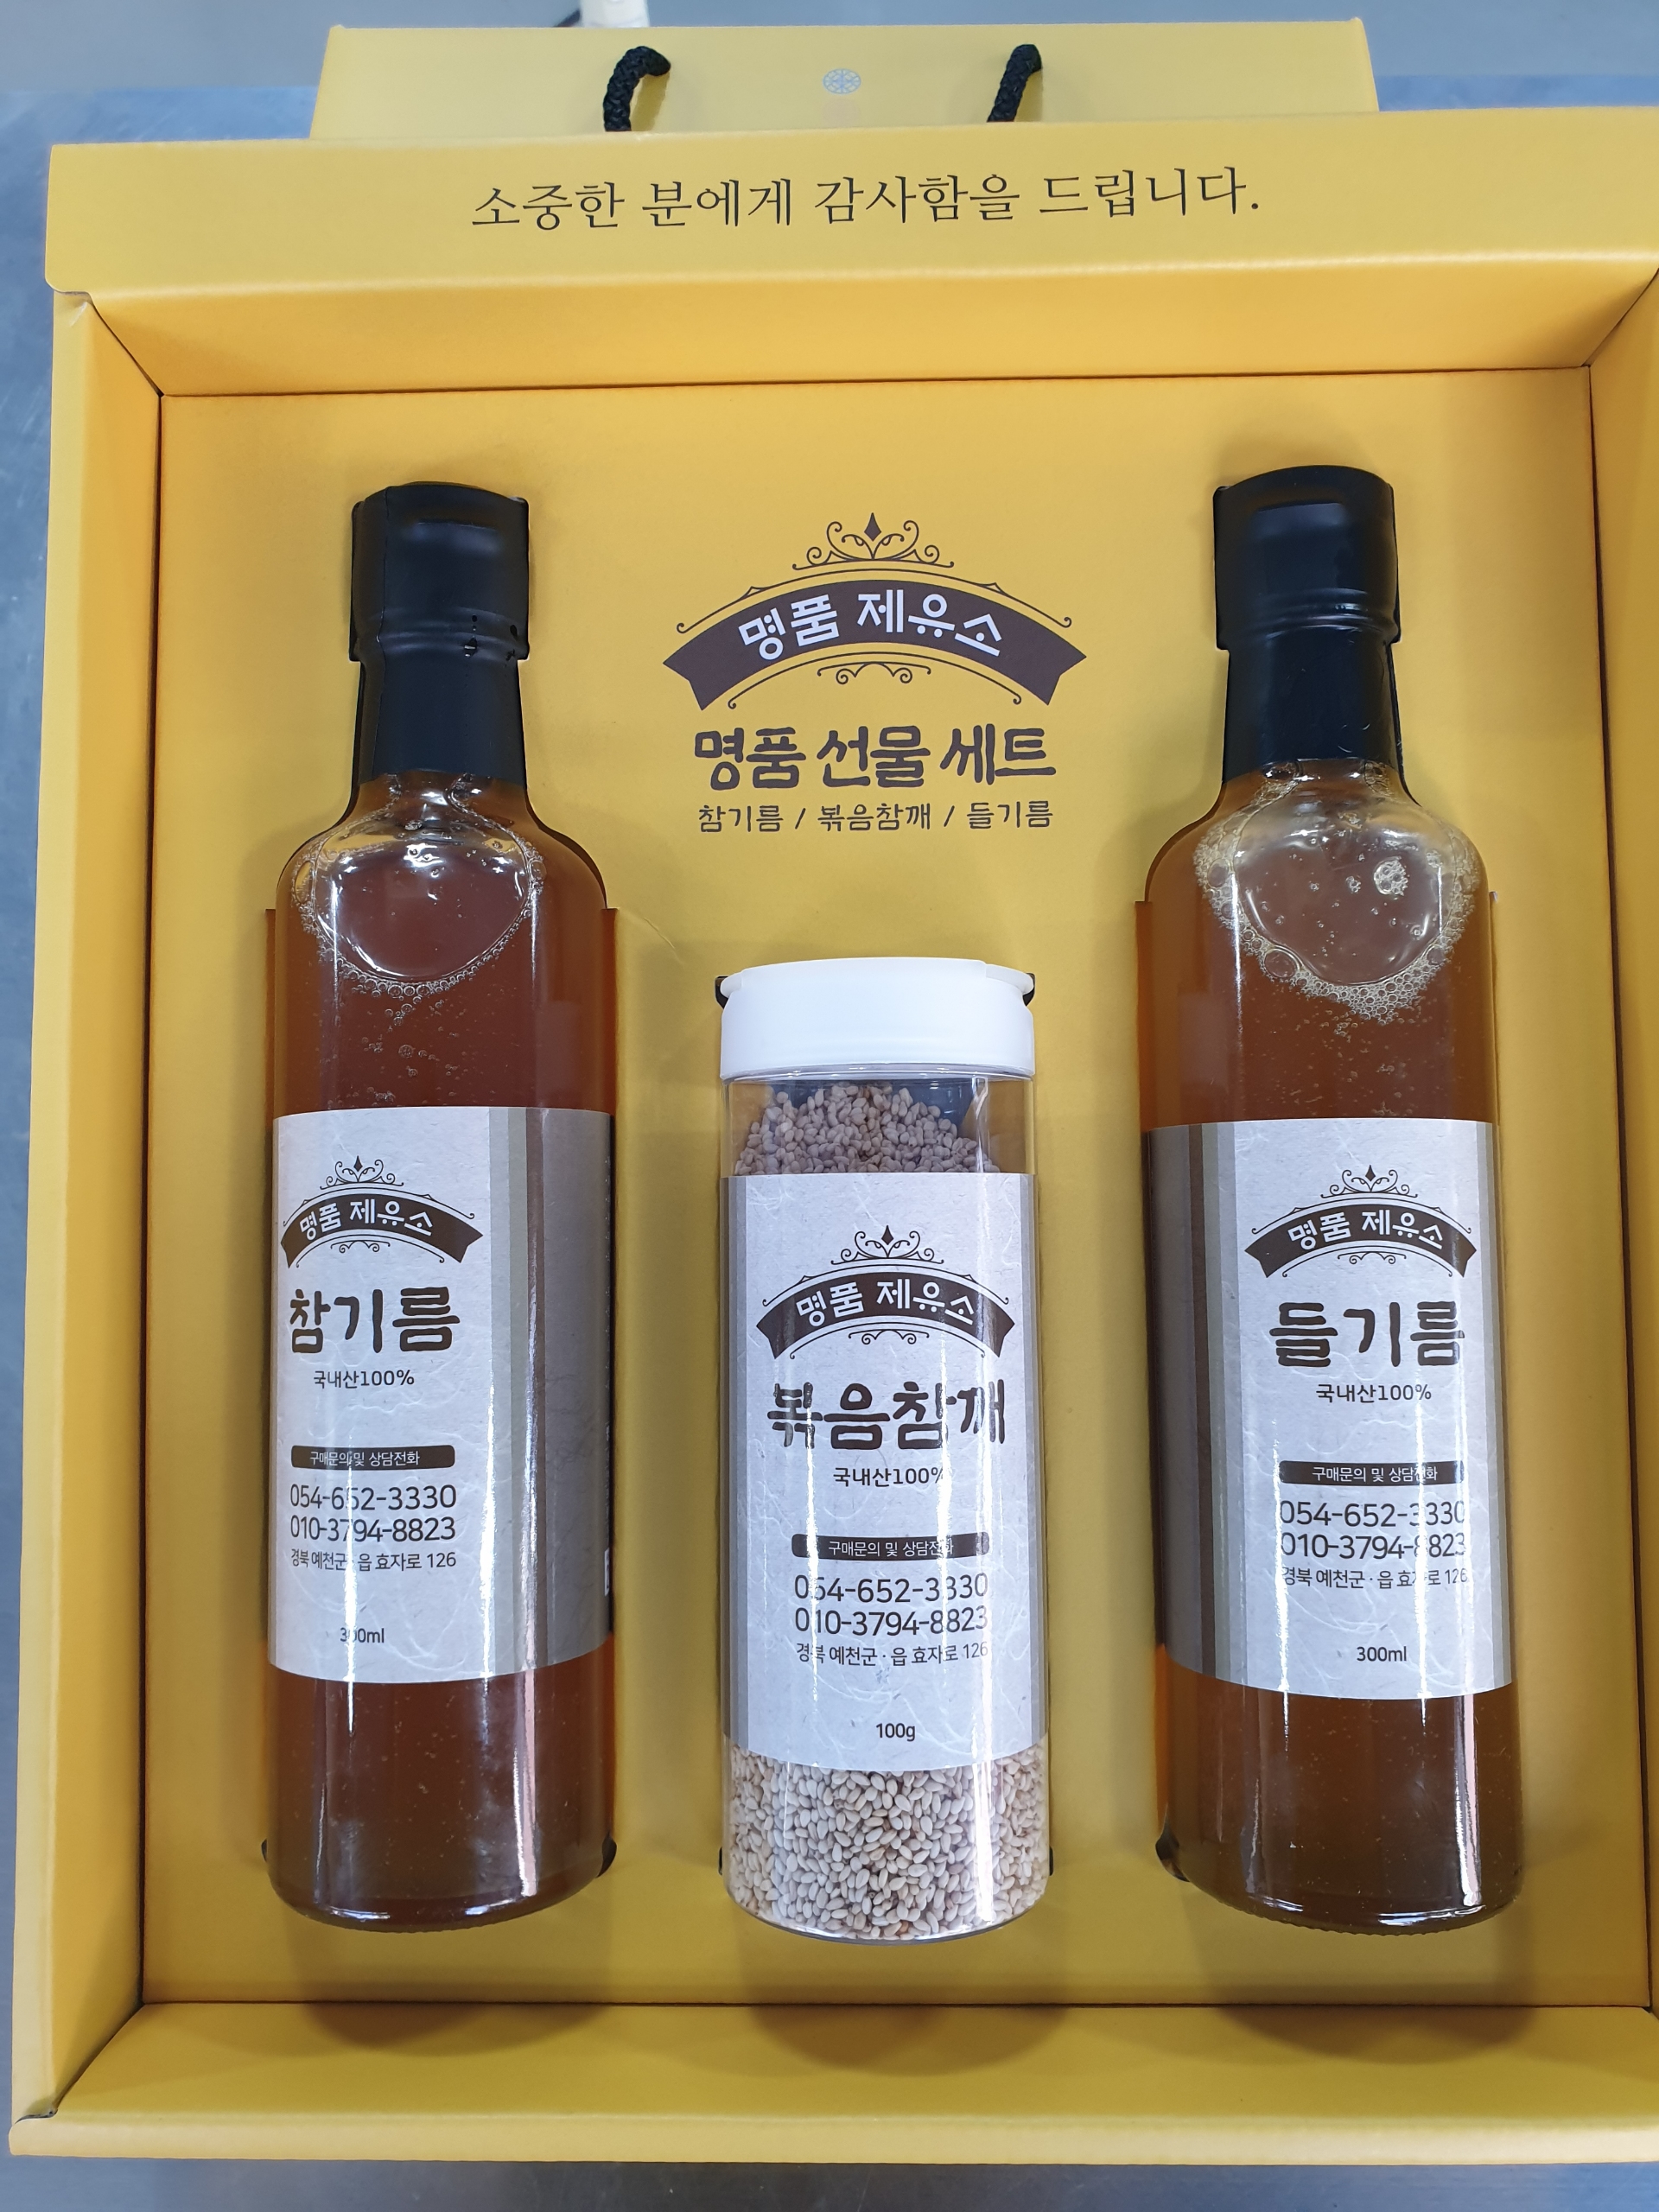 소중한 분에게 감사함을 드립니다.
명품 제유소
명품 선물 세트
참기름 / 볶음참깨 / 들기름
명품 제유소
참기름
국내산100%
구매문의 및 상담전화
054-652-3330
010-3794-8823
경북 예천군·읍 효자로 126
300ml
명품 제유소
볶음참깨
국내산100%
구매문의 및 상담전화
054-652-3330
010-3794-8823
경북 예천군·읍 효자로 126
100g
명품 제유소
들기름
국내산100%
구매문의 및 상담전화
054-652-3330
010-3794-8823
경북 예천군·읍 효자로 126
300ml